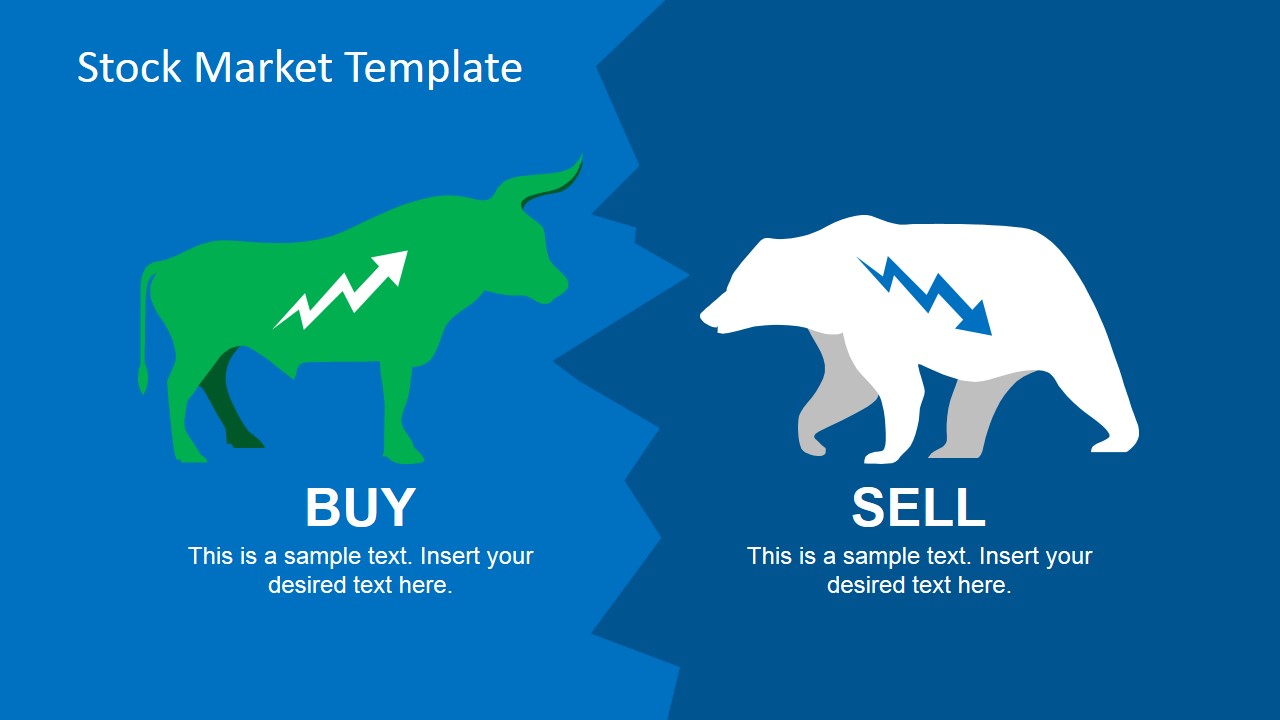 Stock Market Template
BUY
This is a sample text. Insert your
desired text here.
SELL
This is a sample text. Insert your
desired text here.